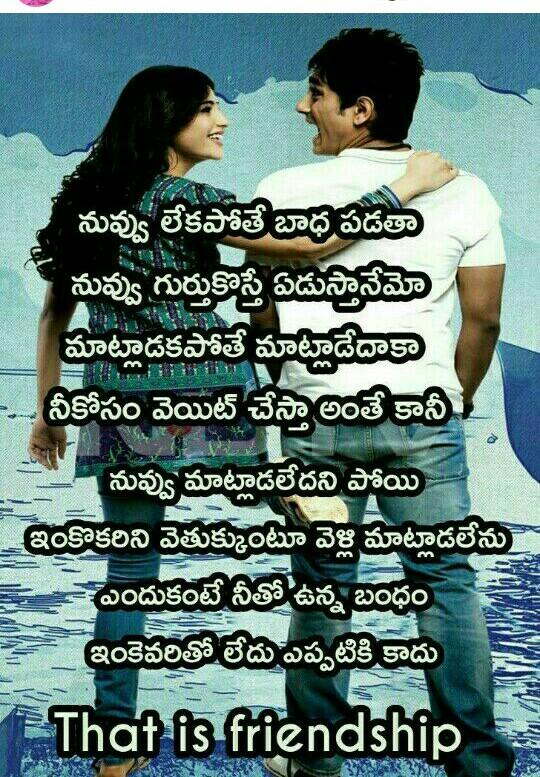 నువ్వు లేకపోతే బాధ పడతా
నువ్వు గుర్తుకొస్తే ఏడుస్తానేమో
మాట్లాడకపోతే మాట్లాడేదాకా
నీకోసం వెయిట్ చేస్తా అంతే కానీ
నువ్వు మాట్లాడలేదని పోయి
ఇంకొకరిని వెతుక్కుంటూ వెళ్లి మాట్లాడలేను
ఎందుకంటే నీతో ఉన్న బంధం
ఇంకెవరితో లేదు ఎప్పటికి కాదు
That is friendship